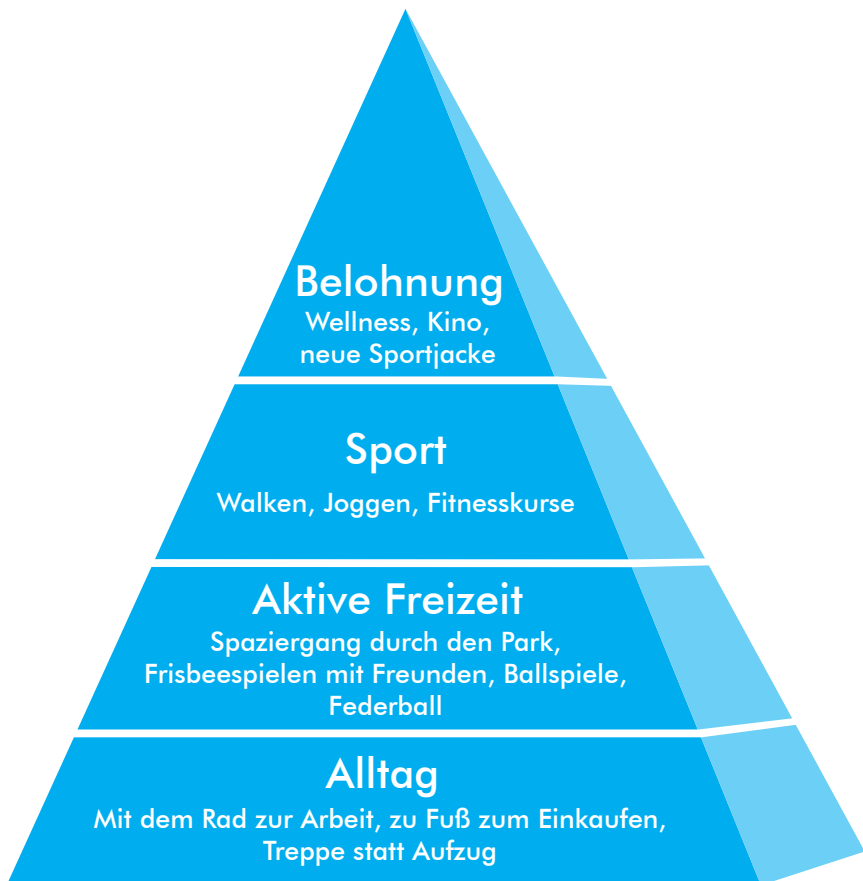 Belohnung
Wellness, Kino,
neue Sportjacke
Sport
Walken, Joggen, Fitnesskurse
Aktive Freizeit
Spaziergang durch den Park,
Frisbeespielen mit Freunden, Ballspiele,
Federball
Alltag
Mit dem Rad zur Arbeit, zu Fuß zum Einkaufen,
Treppe statt Aufzug